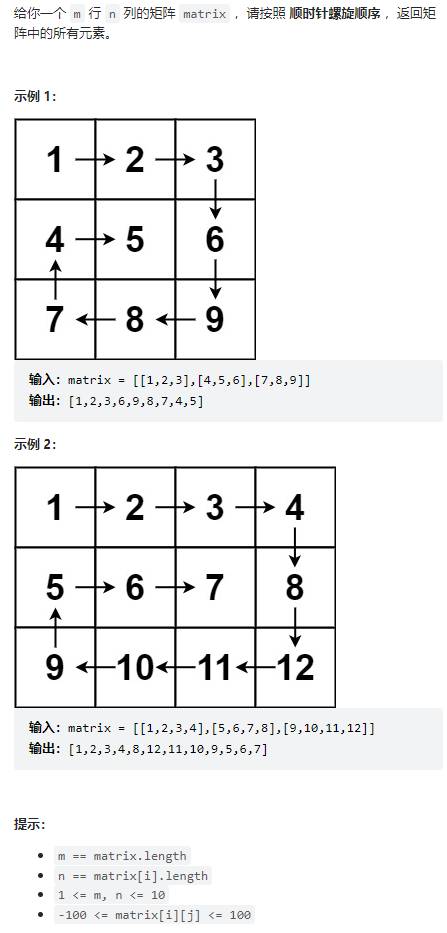 给你一个 m 行 n 列的矩阵 matrix ，请按照 顺时针螺旋顺序 ，返回矩
阵中的所有元素。
示例 1：
1 2 3
4 5 6
7 8 9
输入：matrix = [[1,2,3],[4,5,6],[7,8,9]]
输出：[1,2,3,6,9,8,7,4,5]
示例 2：
1 2 3 4
5 6 7 8
9 10 11 12
输入：matrix = [[1,2,3,4],[5,6,7,8],[9,10,11,12]]
输出：[1,2,3,4,8,12,11,10,9,5,6,7]
提示：
m == matrix.length
n == matrix[i].length
1 <= m, n <= 10
-100 <= matrix[i][j] <= 100